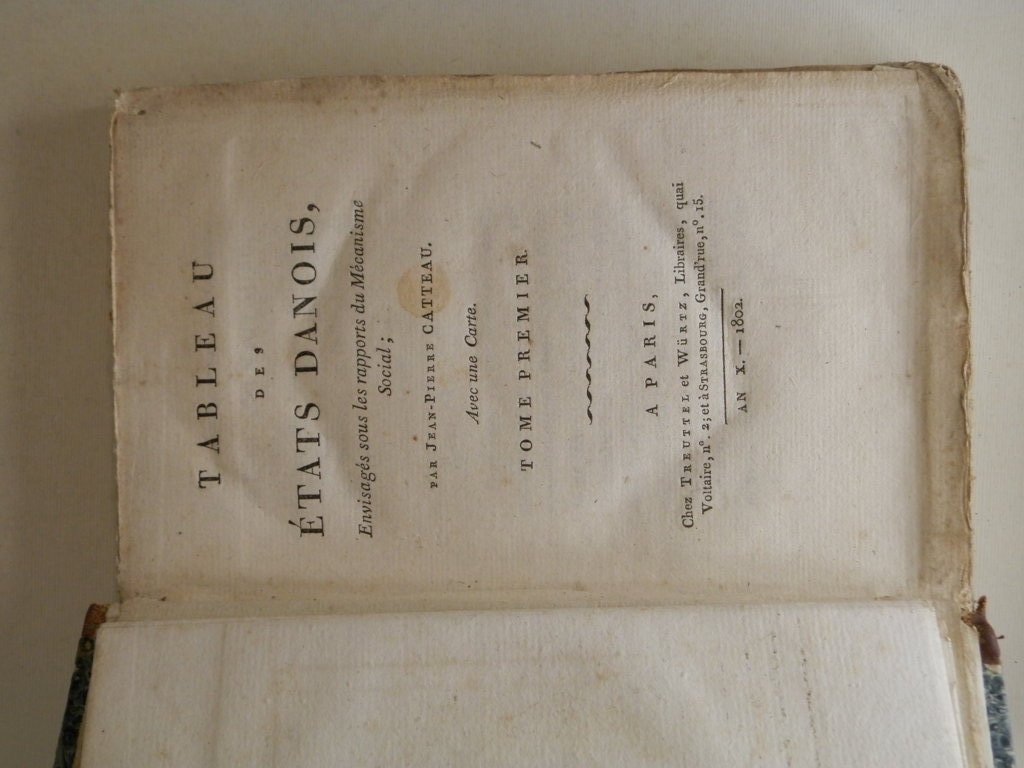 TABLEAU
DES
ÉTATS DANOIS,
Envisagés sous les rapports du Mécanisme
Social;
PAR JEAN-PIERRE CATTEAU.
Avec une Carte.
TOME PREMIER.
A PARIS,
Chez TREUTTEL et WÜRTZ, Libraires, quai
Voltaire, n°. 2; et à STRASBOURG, Grand'rue, n°. 15.
AN X. — 1802.